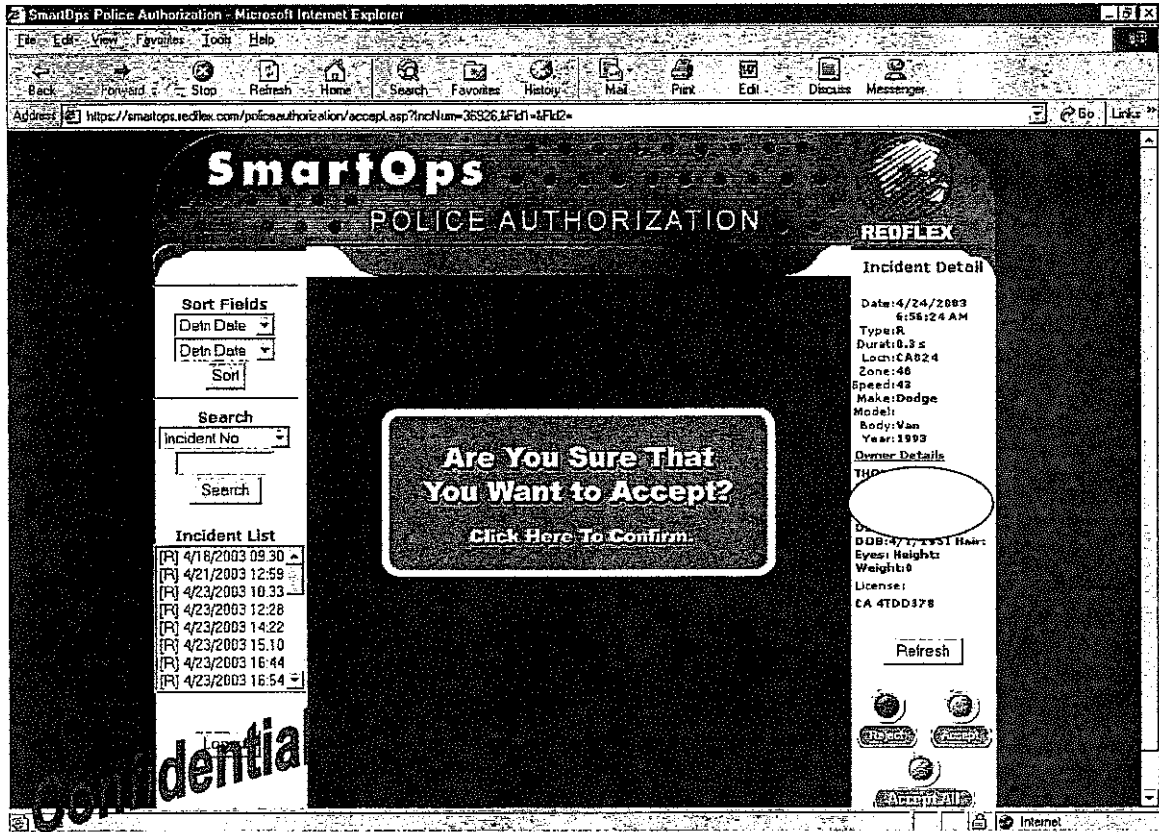 SmartOps Police Authorization - Microsoft Internet Explorer
File Edit View Favorites Tools Help
Back Forward Stop Refresh Home Search Favorites History Mail Print Edit Discuss Messenger
Address https://smartops.redflex.com/policeauthorization/accept.asp?IncNum=36926,&Fld1=&Fld2= Go Links »
SmartOps
POLICE AUTHORIZATION
REDFLEX
Sort Fields
Detn Date
Detn Date
Sort
Search
Incident No
Search
Incident List
[R] 4/18/2003 09:30
[R] 4/21/2003 12:59
[R] 4/23/2003 10:33
[R] 4/23/2003 12:28
[R] 4/23/2003 14:22
[R] 4/23/2003 15:10
[R] 4/23/2003 16:44
[R] 4/23/2003 16:54
Confidential
Are You Sure That
You Want to Accept?
Click Here To Confirm.
Incident Detail
Date:4/24/2003
6:56:24 AM
Type:R
Durat:0.3 s
Locn:CA024
Zone:48
Speed:43
Make:Dodge
Model:
Body:Van
Year:1993
Owner Details
DOB:4/1/1951 Hair:
Eyes: Height:
Weight:0
License:
CA 4TDD378
Refresh
Reject Accept
Accept All
Internet